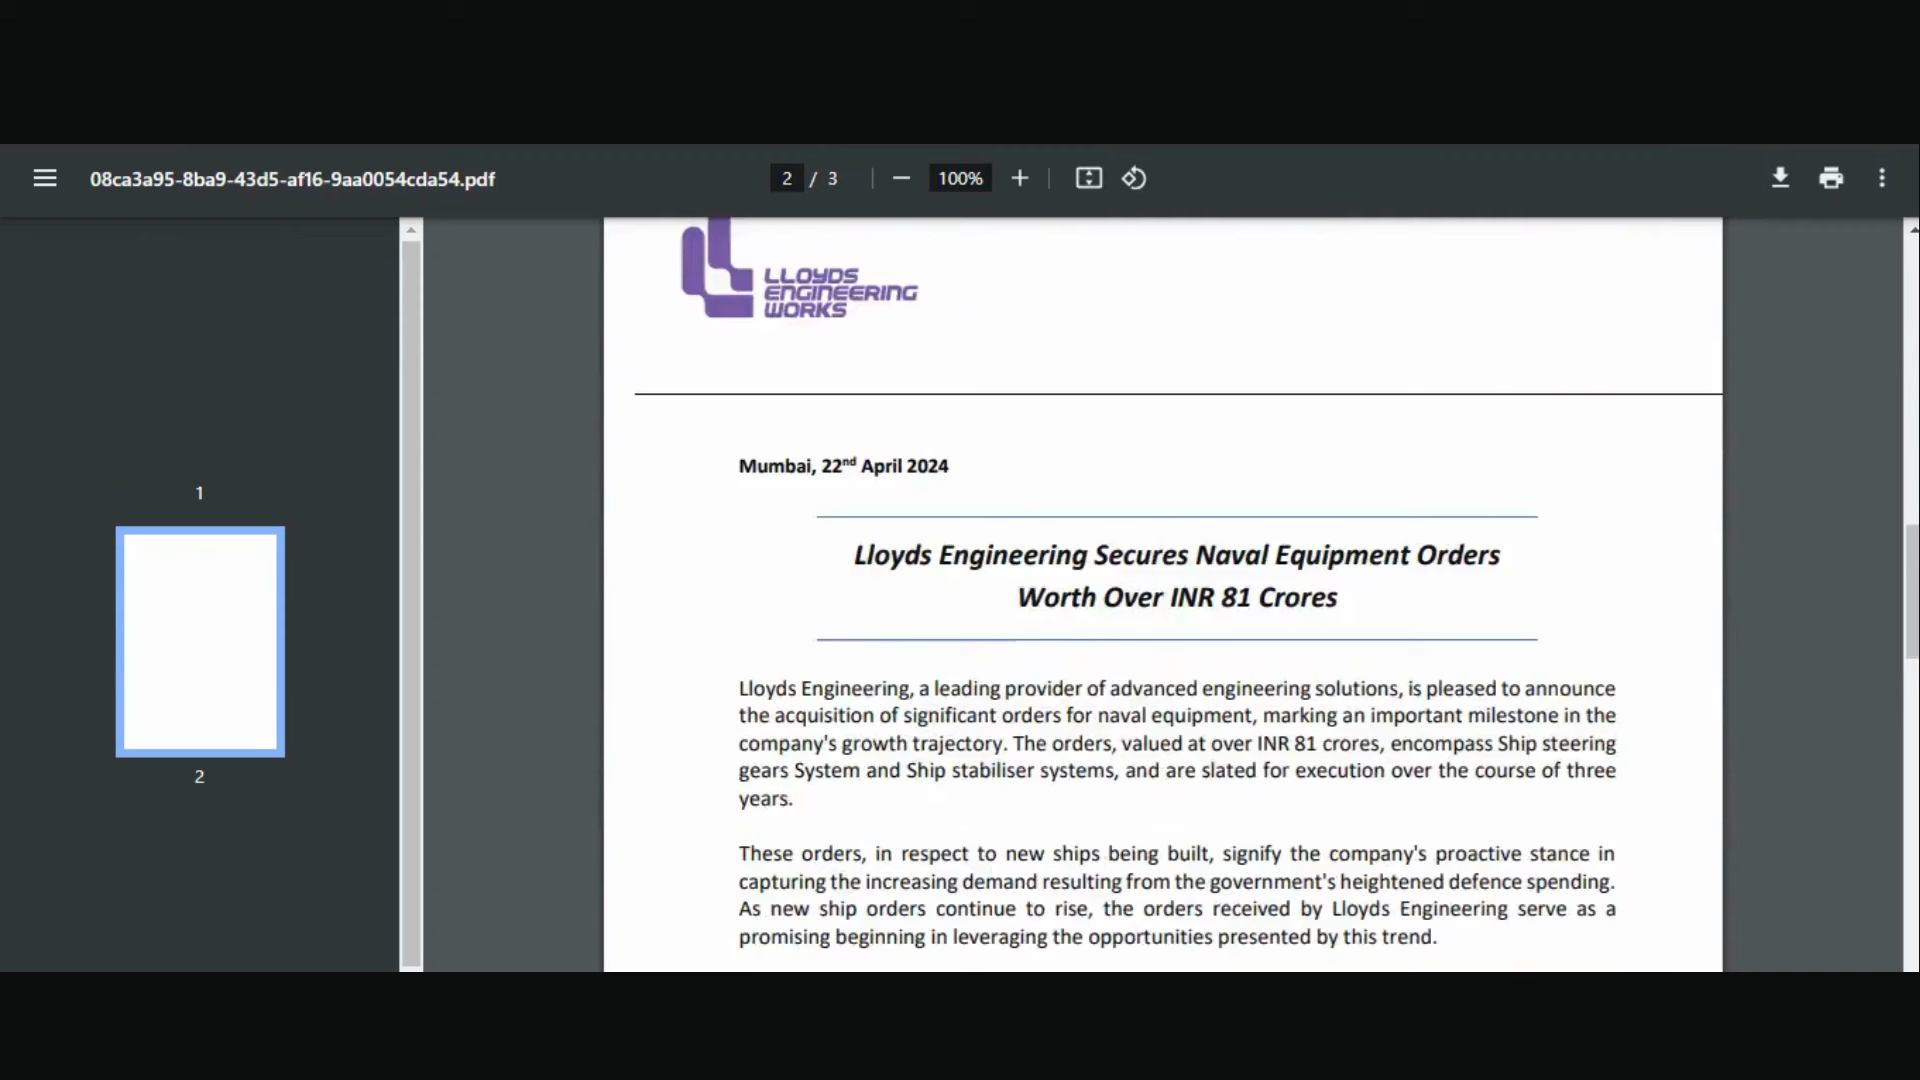 08ca3a95-8ba9-43d5-af16-9aa0054cda54.pdf
2 / 3
100%
1
2
LLOYDS
ENGINEERING
WORKS
Mumbai, 22nd April 2024
Lloyds Engineering Secures Naval Equipment Orders
Worth Over INR 81 Crores
Lloyds Engineering, a leading provider of advanced engineering solutions, is pleased to announce
the acquisition of significant orders for naval equipment, marking an important milestone in the
company's growth trajectory. The orders, valued at over INR 81 crores, encompass Ship steering
gears System and Ship stabiliser systems, and are slated for execution over the course of three
years.
These orders, in respect to new ships being built, signify the company's proactive stance in
capturing the increasing demand resulting from the government's heightened defence spending.
As new ship orders continue to rise, the orders received by Lloyds Engineering serve as a
promising beginning in leveraging the opportunities presented by this trend.